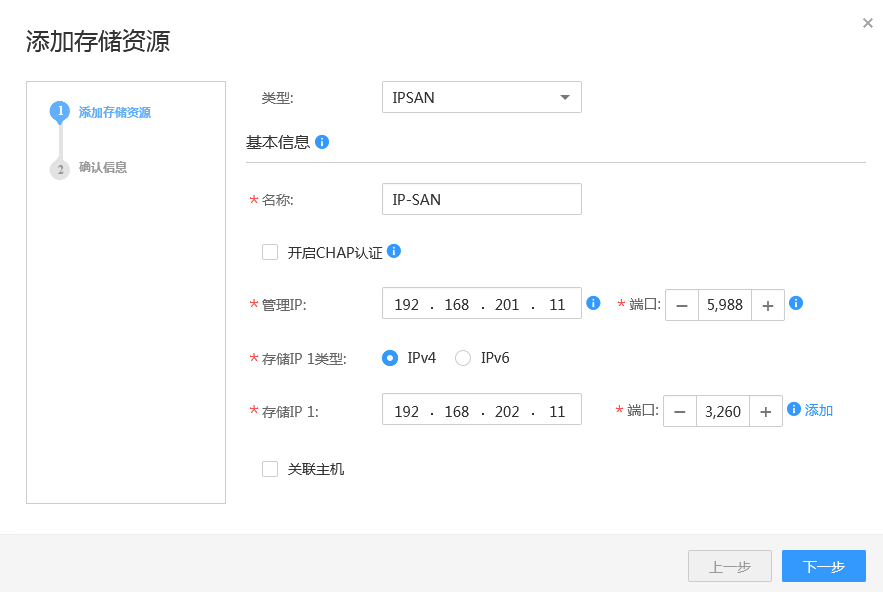 添加存储资源
1 添加存储资源
2 确认信息
类型: IPSAN
基本信息
* 名称: IP-SAN
开启CHAP认证
* 管理IP: 192 . 168 . 201 . 11 * 端口: − 5,988 +
* 存储IP 1类型: IPv4 IPv6
* 存储IP 1: 192 . 168 . 202 . 11 * 端口: − 3,260 + 添加
关联主机
上一步 下一步